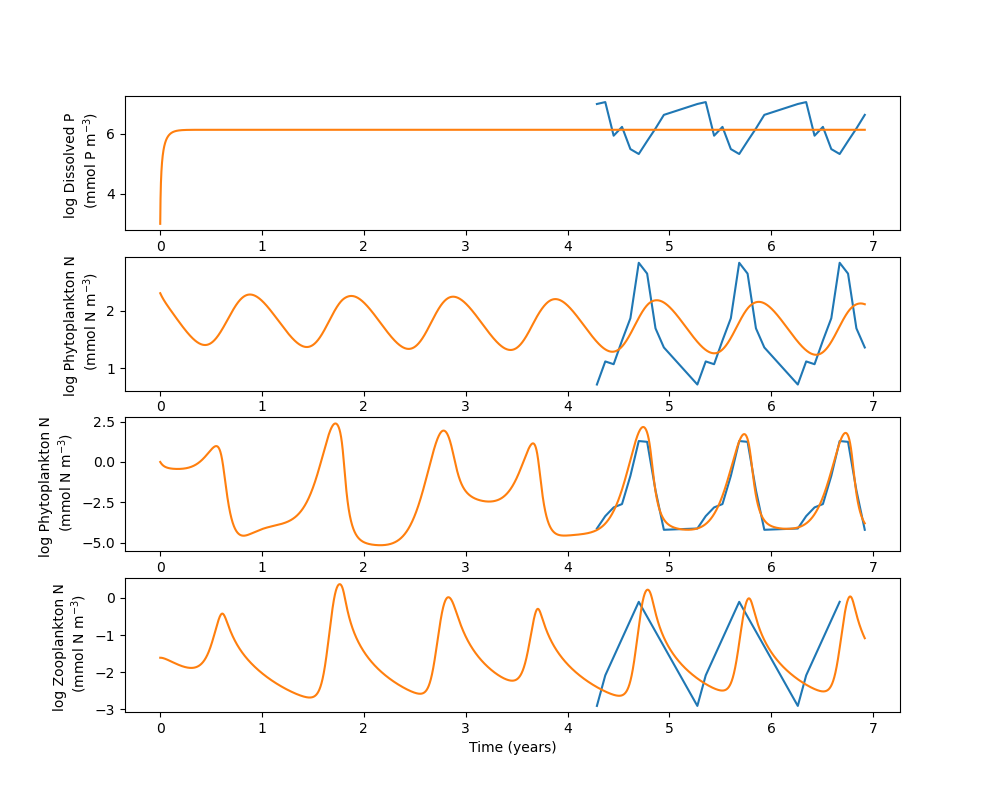 log Dissolved P
(mmol P m⁻³)
6
4
0 1 2 3 4 5 6 7
log Phytoplankton N
(mmol N m⁻³)
2
1
0 1 2 3 4 5 6 7
log Phytoplankton N
(mmol N m⁻³)
2.5
0.0
−2.5
−5.0
0 1 2 3 4 5 6 7
log Zooplankton N
(mmol N m⁻³)
0
−1
−2
−3
0 1 2 3 4 5 6 7
Time (years)